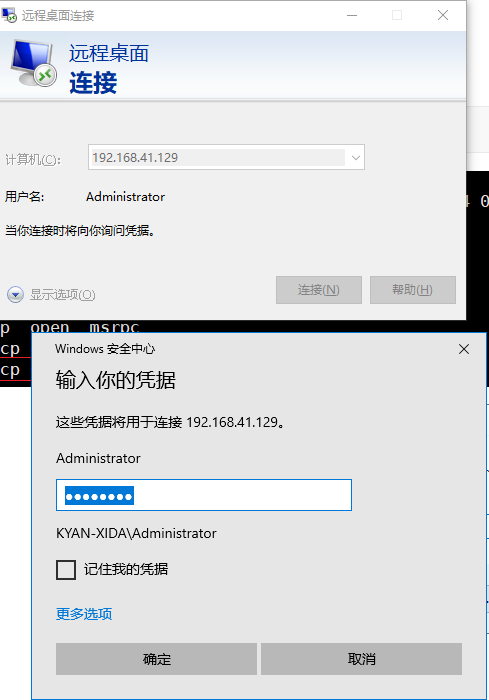 远程桌面连接
远程桌面
连接
计算机(C):
192.168.41.129
用户名:
Administrator
当你连接时将向你询问凭据。
显示选项(O)
连接(N)
帮助(H)
4 0
p open msrpc
cp
cp
Windows 安全中心
输入你的凭据
这些凭据将用于连接 192.168.41.129。
Administrator
●●●●●●●●
KYAN-XIDA\Administrator
记住我的凭据
更多选项
确定
取消